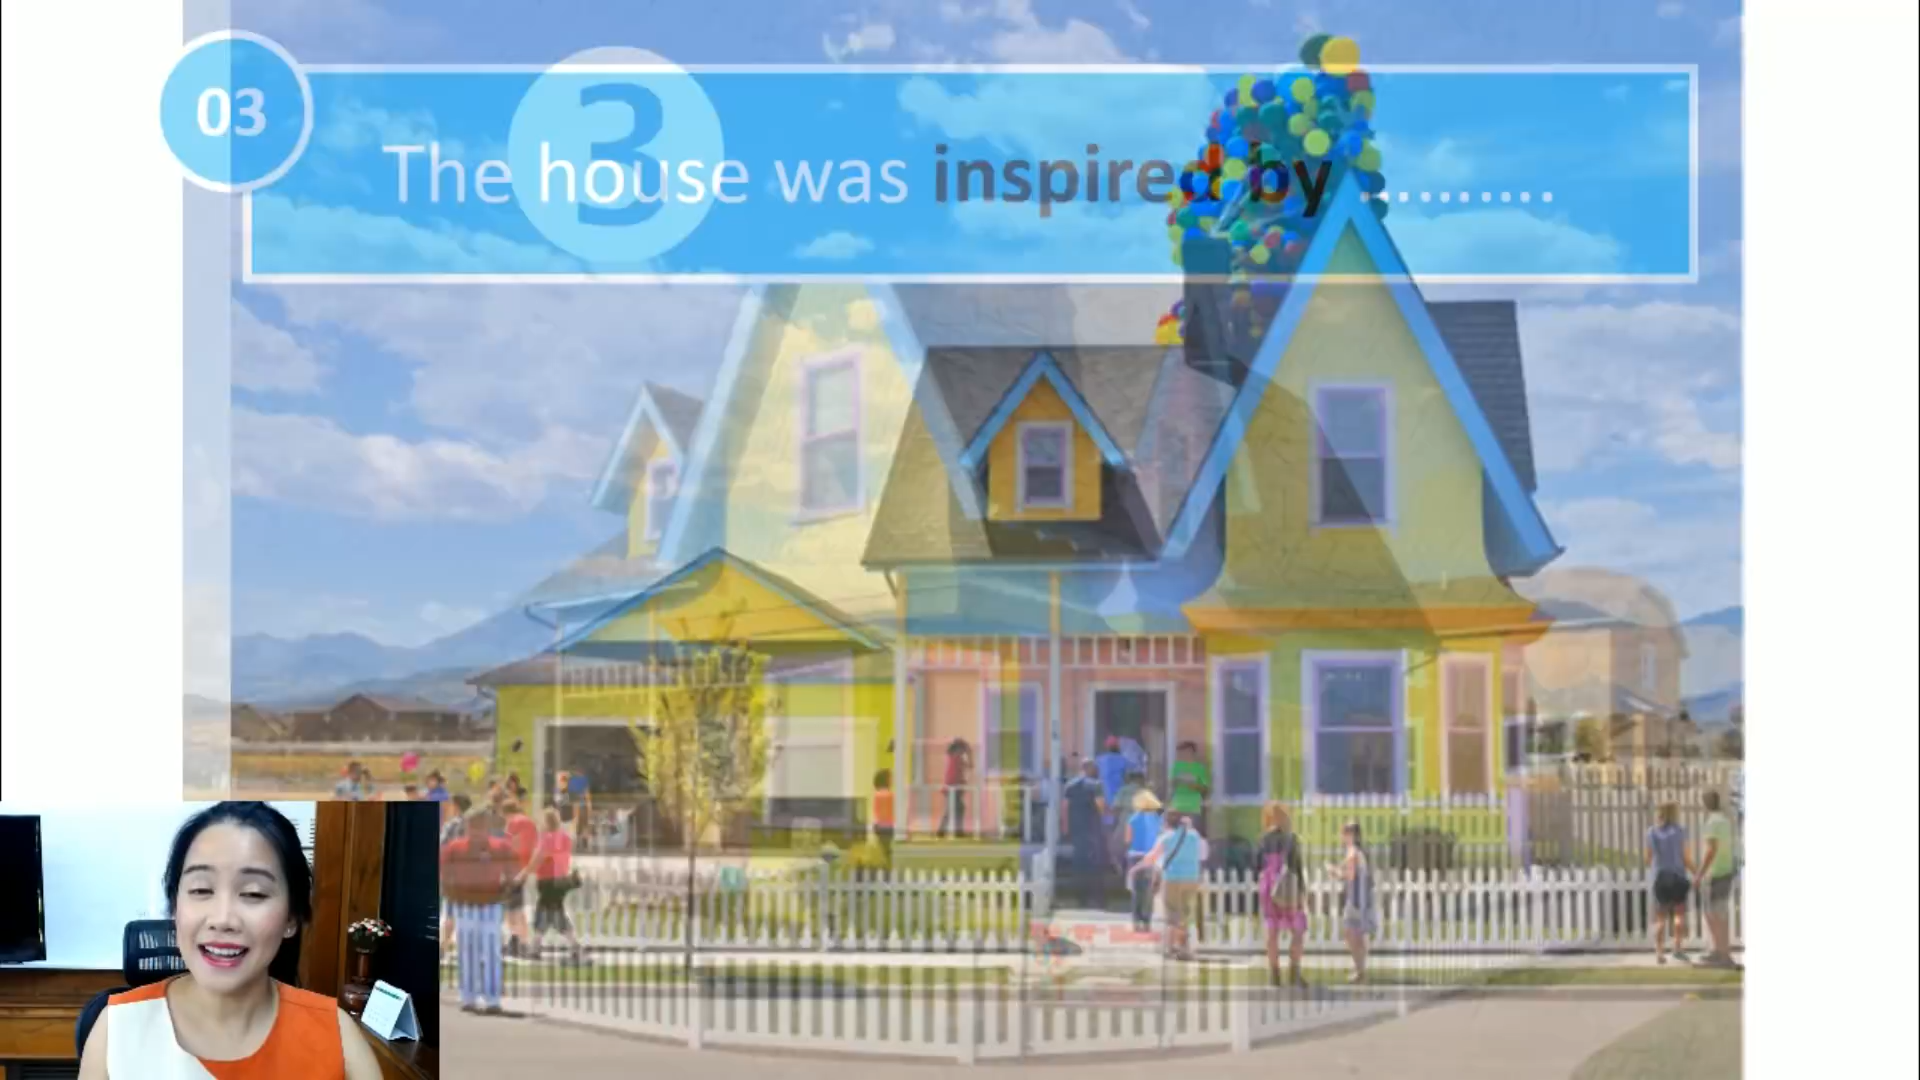 03
3
The house was inspired by ..........